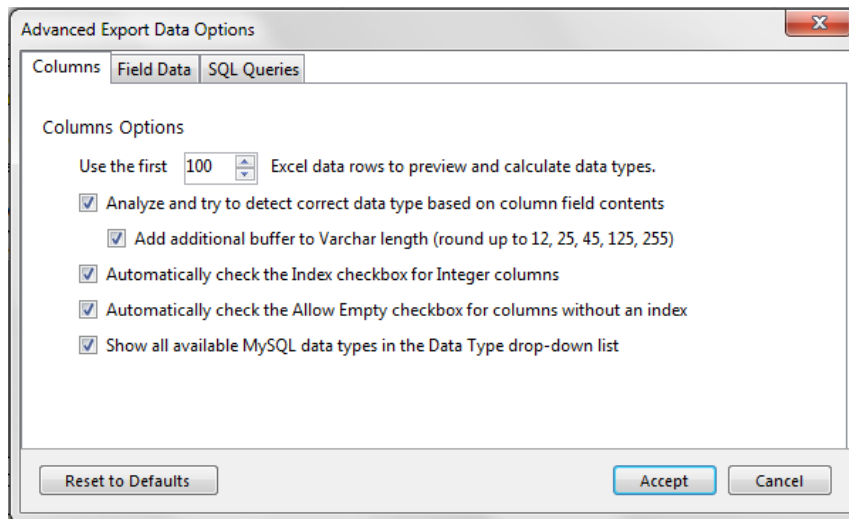 Advanced Export Data Options
Columns Field Data SQL Queries
Columns Options
Use the first 100 Excel data rows to preview and calculate data types.
Analyze and try to detect correct data type based on column field contents
Add additional buffer to Varchar length (round up to 12, 25, 45, 125, 255)
Automatically check the Index checkbox for Integer columns
Automatically check the Allow Empty checkbox for columns without an index
Show all available MySQL data types in the Data Type drop-down list
Reset to Defaults Accept Cancel